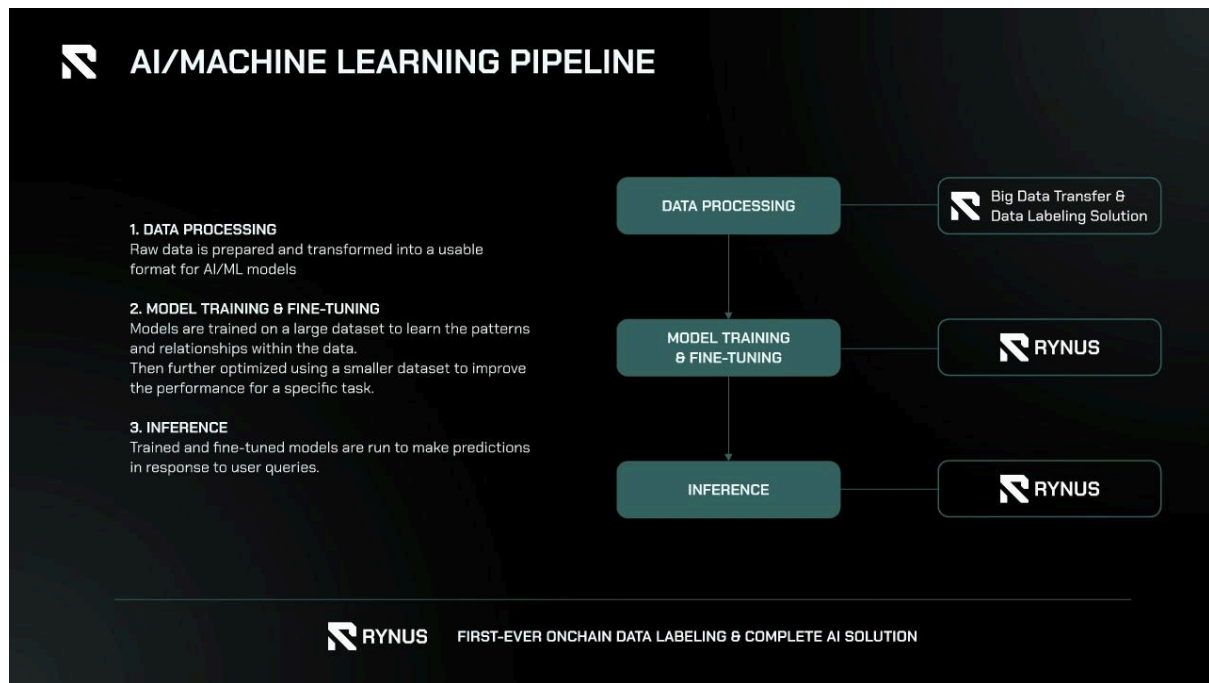 AI/MACHINE LEARNING PIPELINE
1. DATA PROCESSING
Raw data is prepared and transformed into a usable
format for AI/ML models
2. MODEL TRAINING & FINE-TUNING
Models are trained on a large dataset to learn the patterns
and relationships within the data.
Then further optimized using a smaller dataset to improve
the performance for a specific task.
3. INFERENCE
Trained and fine-tuned models are run to make predictions
in response to user queries.
DATA PROCESSING
Big Data Transfer &
Data Labeling Solution
MODEL TRAINING
& FINE-TUNING
RYNUS
INFERENCE
RYNUS
RYNUS FIRST-EVER ONCHAIN DATA LABELING & COMPLETE AI SOLUTION